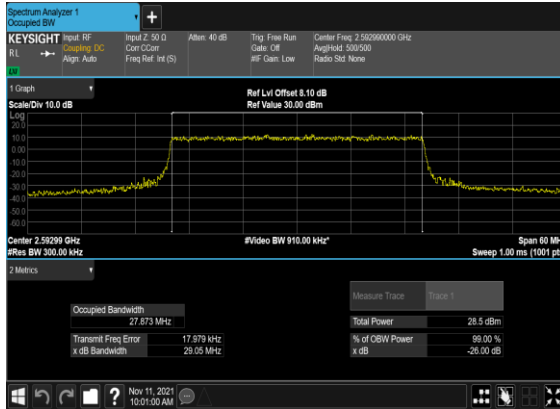 Spectrum Analyzer 1
Occupied BW
KEYSIGHT
RL
LV
Input: RF
Coupling: DC
Align: Auto
Input Z: 50 Ω
Corr CCorr
Freq Ref: Int (S)
Atten: 40 dB
Trig: Free Run
Gate: Off
#IF Gain: Low
Center Freq: 2.592990000 GHz
Avg|Hold: 500/500
Radio Std: None
1 Graph
Scale/Div 10.0 dB
Ref Lvl Offset 8.10 dB
Ref Value 30.00 dBm
Log
20.0
10.0
0.00
-10.0
-20.0
-30.0
-40.0
-50.0
-60.0
Center 2.59299 GHz
#Res BW 300.00 kHz
#Video BW 910.00 kHz*
Span 60 MH
Sweep 1.00 ms (1001 pt
2 Metrics
Measure Trace
Trace 1
Occupied Bandwidth
27.873 MHz
Total Power
28.5 dBm
Transmit Freq Error
17.979 kHz
% of OBW Power
99.00 %
x dB Bandwidth
29.05 MHz
x dB
-26.00 dB
?
Nov 11, 2021
10:01:00 AM